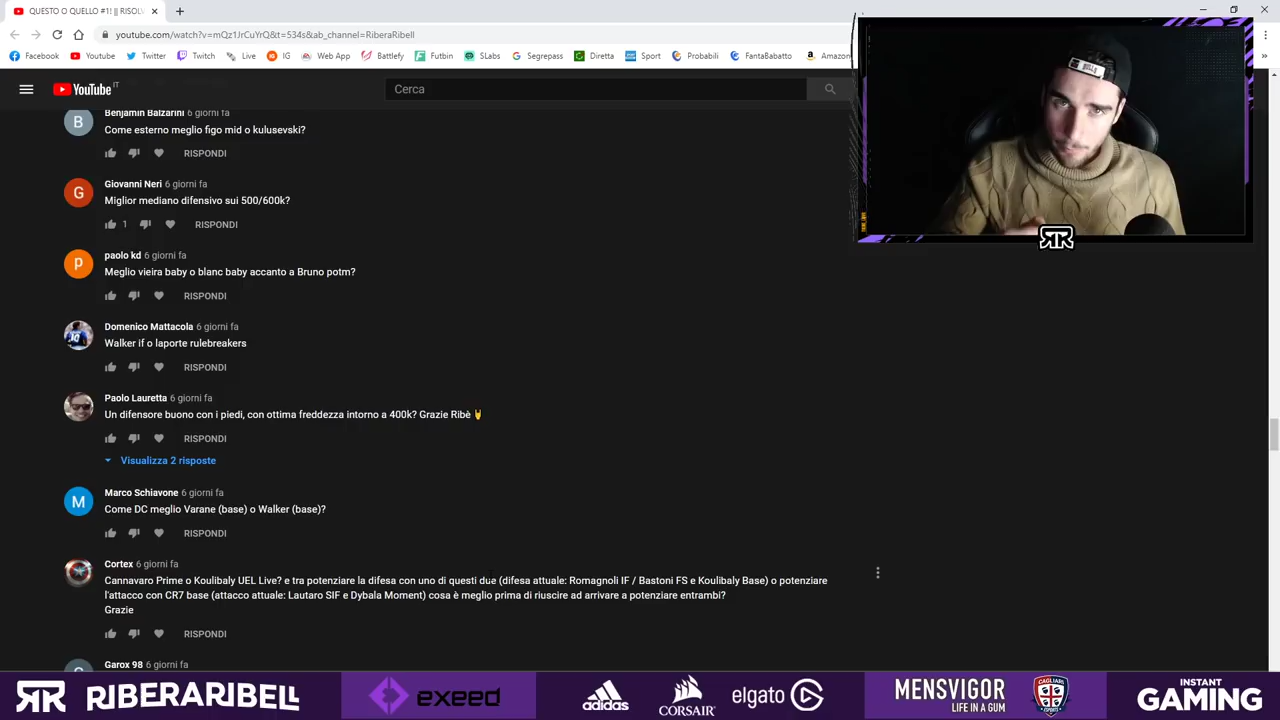 QUESTO O QUELLO #1! || RISOLV
youtube.com/watch?v=mQz1JrCuYrQ&t=534s&ab_channel=RiberaRibell
Facebook Youtube Twitter Twitch Live IG Web App Battlefy Futbin SLabs Segrepass Diretta Sport Probabili FantaBabatto Amazon
YouTube IT
Cerca
BULLS
Benjamin Balzarini 6 giorni fa
Come esterno meglio figo mid o kulusevski?
RISPONDI
Giovanni Neri 6 giorni fa
Miglior mediano difensivo sui 500/600k?
1 RISPONDI
paolo kd 6 giorni fa
Meglio vieira baby o blanc baby accanto a Bruno potm?
RISPONDI
Domenico Mattacola 6 giorni fa
Walker if o laporte rulebreakers
RISPONDI
Paolo Lauretta 6 giorni fa
Un difensore buono con i piedi, con ottima freddezza intorno a 400k? Grazie Ribè 🤘
RISPONDI
Visualizza 2 risposte
Marco Schiavone 6 giorni fa
Come DC meglio Varane (base) o Walker (base)?
RISPONDI
Cortex 6 giorni fa
Cannavaro Prime o Koulibaly UEL Live? e tra potenziare la difesa con uno di questi due (difesa attuale: Romagnoli IF / Bastoni FS e Koulibaly Base) o potenziare
l'attacco con CR7 base (attacco attuale: Lautaro SIF e Dybala Moment) cosa è meglio prima di riuscire ad arrivare a potenziare entrambi?
Grazie
RISPONDI
Garox 98 6 giorni fa
RR RIBERARIBELL exeed adidas CORSAIR elgato MENSVIGOR LIFE IN A GUM CAGLIARI ESPORTS INSTANT GAMING